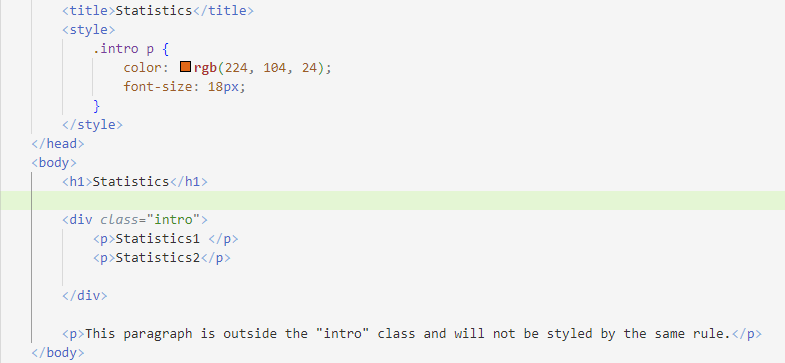 <title>Statistics</title>
<style>
.intro p {
color: rgb(224, 104, 24);
font-size: 18px;
}
</style>
</head>
<body>
<h1>Statistics</h1>
<div class="intro">
<p>Statistics1 </p>
<p>Statistics2</p>
</div>
<p>This paragraph is outside the "intro" class and will not be styled by the same rule.</p>
</body>